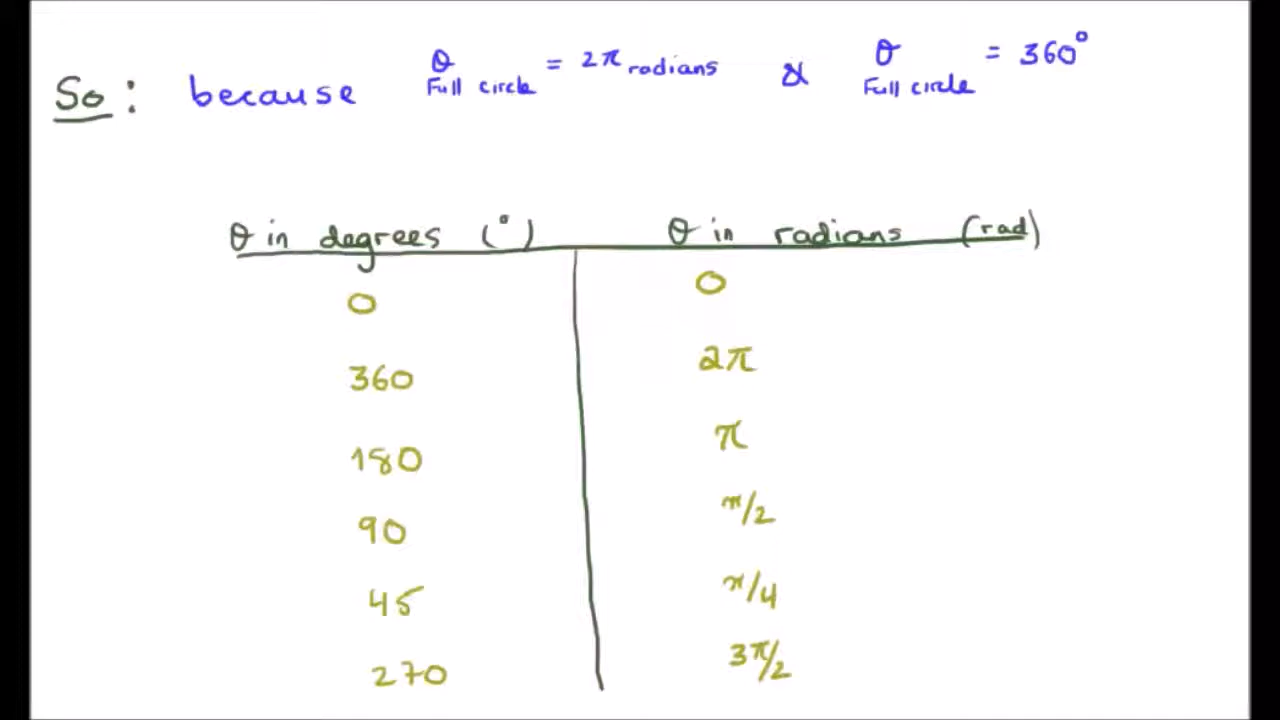 So: because θ Full circle = 2π radians & θ Full circle = 360°
θ in degrees (°) θ in radians (rad)
0 0
360 2π
180 π
90 π/2
45 π/4
270 3π/2